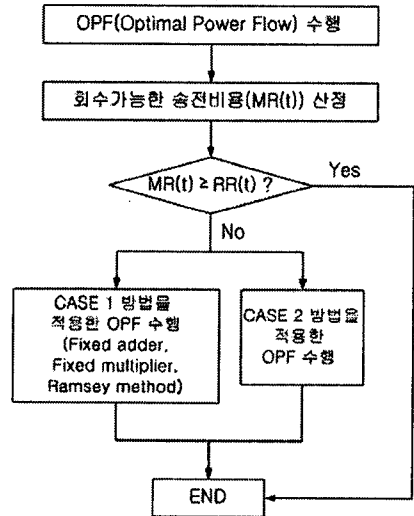 OPF(Optimal Power Flow) 수행
회수가능한 송전비용(MR(t)) 산정
MR(t) ≥ RR(t) ?
Yes
No
CASE 1 방법을
적용한 OPF 수행
(Fixed adder,
Fixed multiplier.
Ramsey method)
CASE 2 방법을
적용한
OPF 수행
END